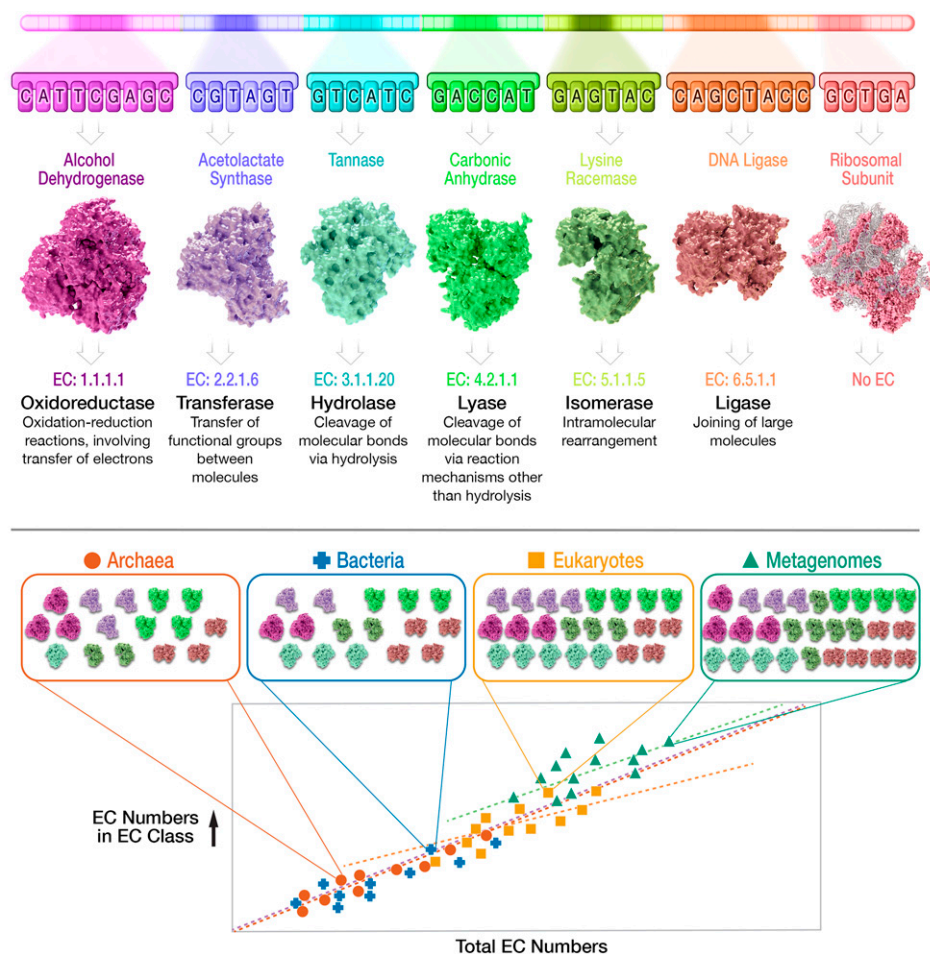 CATTCGAGC CGTAGT GTCATC GACCAT GAGTAC CAGCTACC GCTGA
Alcohol
Dehydrogenase
Acetolactate
Synthase
Tannase
Carbonic
Anhydrase
Lysine
Racemase
DNA Ligase
Ribosomal
Subunit
EC: 1.1.1.1
Oxidoreductase
Oxidation-reduction
reactions, involving
transfer of electrons
EC: 2.2.1.6
Transferase
Transfer of
functional groups
between
molecules
EC: 3.1.1.20
Hydrolase
Cleavage of
molecular bonds
via hydrolysis
EC: 4.2.1.1
Lyase
Cleavage of
molecular bonds
via reaction
mechanisms other
than hydrolysis
EC: 5.1.1.5
Isomerase
Intramolecular
rearrangement
EC: 6.5.1.1
Ligase
Joining of large
molecules
No EC
Archaea
Bacteria
Eukaryotes
Metagenomes
EC Numbers
in EC Class
Total EC Numbers